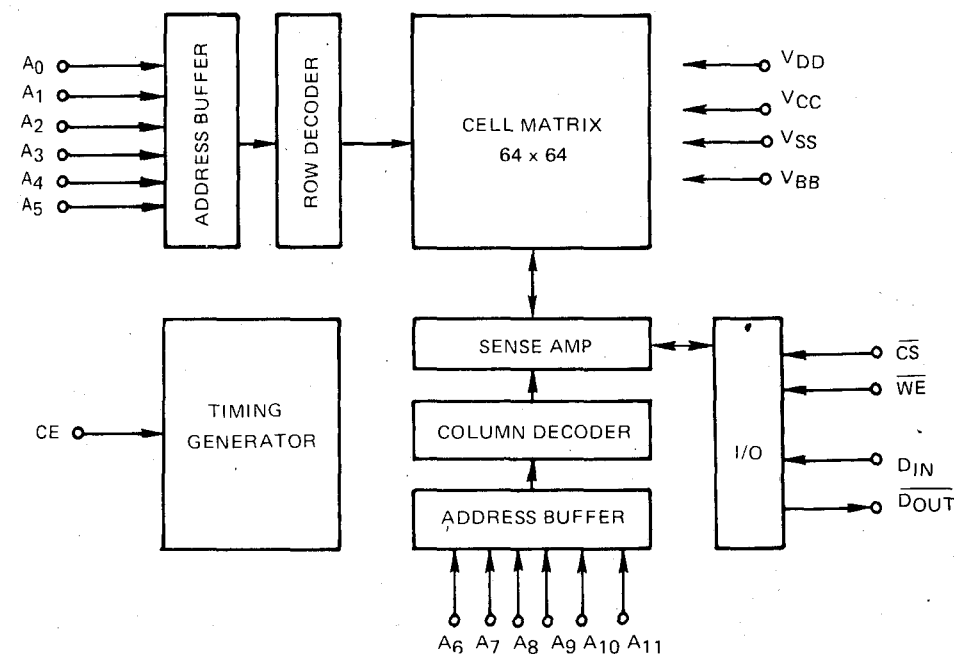 A0
A1
A2
A3
A4
A5
ADDRESS BUFFER
ROW DECODER
CELL MATRIX
64 x 64
VDD
VCC
VSS
VBB
CE
TIMING
GENERATOR
SENSE AMP
COLUMN DECODER
ADDRESS BUFFER
I/O
CS
WE
DIN
DOUT
A6 A7 A8 A9 A10 A11